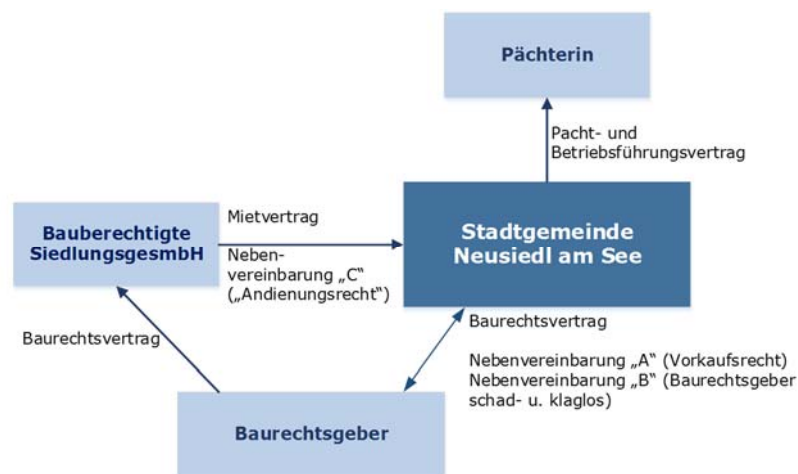 Pächterin
Pacht- und
Betriebsführungsvertrag
Bauberechtigte
SiedlungsgesmbH
Mietvertrag
Neben-
vereinbarung „C“
(„Andienungsrecht“)
Stadtgemeinde
Neusiedl am See
Baurechtsvertrag
Baurechtsvertrag
Nebenvereinbarung „A“ (Vorkaufsrecht)
Nebenvereinbarung „B“ (Baurechtsgeber
schad- u. klaglos)
Baurechtsgeber